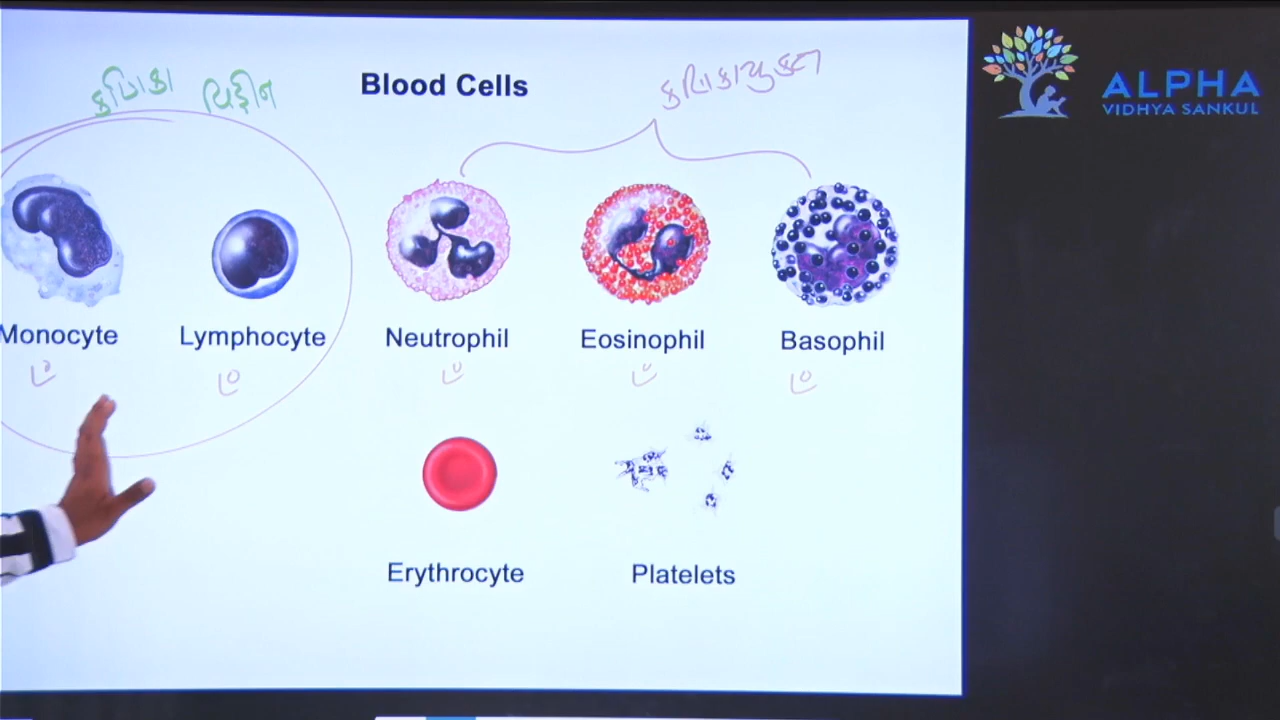 Blood Cells
કણિકા વિહીન
કણિકાયુક્ત
Monocyte
Lymphocyte
Neutrophil
Eosinophil
Basophil
Erythrocyte
Platelets
ALPHA
VIDHYA SANKUL